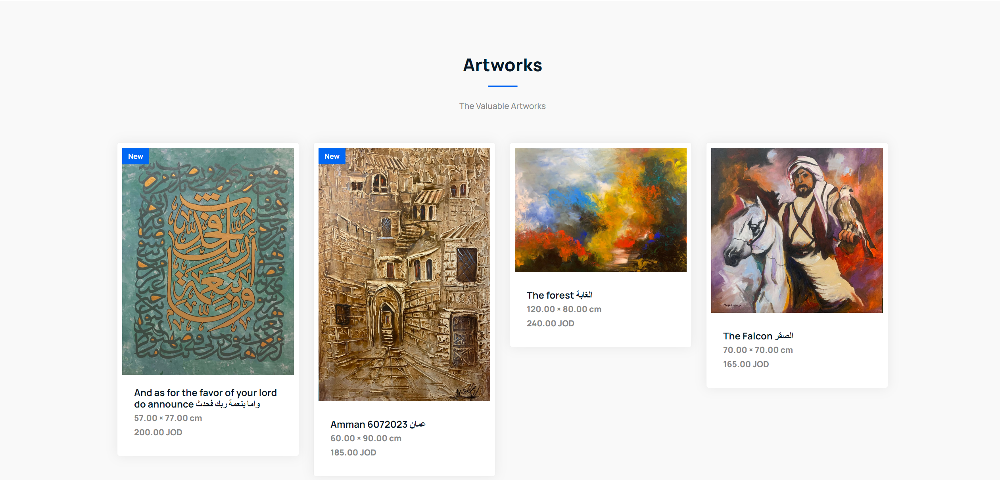 Artworks
The Valuable Artworks
New
And as for the favor of your lord
do announce واما بنعمة ربك فحدث
57.00 × 77.00 cm
200.00 JOD
New
Amman 6072023 عمان
60.00 × 90.00 cm
185.00 JOD
The forest الغابة
120.00 × 80.00 cm
240.00 JOD
The Falcon الصقر
70.00 × 70.00 cm
165.00 JOD